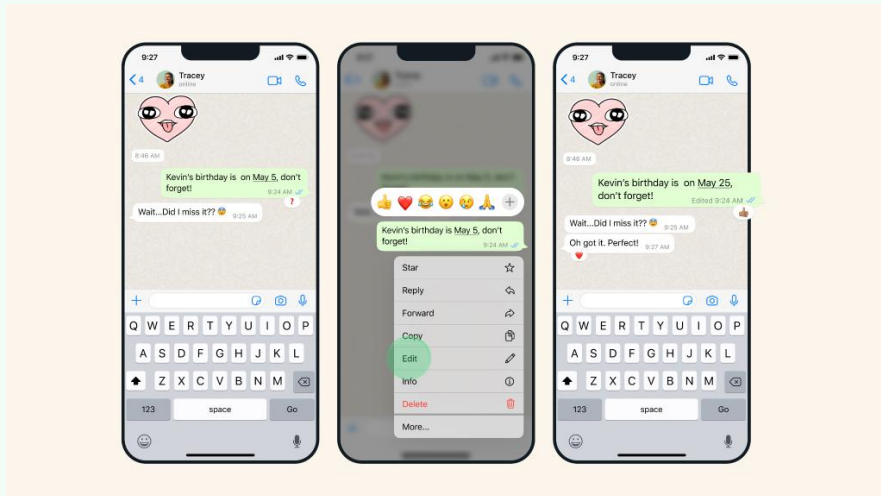 9:27
4
Tracey
online
8:46 AM
Kevin's birthday is on May 5, don't
forget!
9:24 AM
?
Wait...Did I miss it?? 😨
9:25 AM
Q W E R T Y U I O P
A S D F G H J K L
Z X C V B N M
123 space Go
Kevin's birthday is May 5, don't
forget!
9:24 AM
Star
Reply
Forward
Copy
Edit
Info
Delete
More...
9:27
4
Tracey
online
8:46 AM
Kevin's birthday is on May 25,
don't forget!
Edited 9:24 AM
Wait...Did I miss it?? 😨
9:25 AM
Oh got it. Perfect!
9:27 AM
Q W E R T Y U I O P
A S D F G H J K L
Z X C V B N M
123 space Go